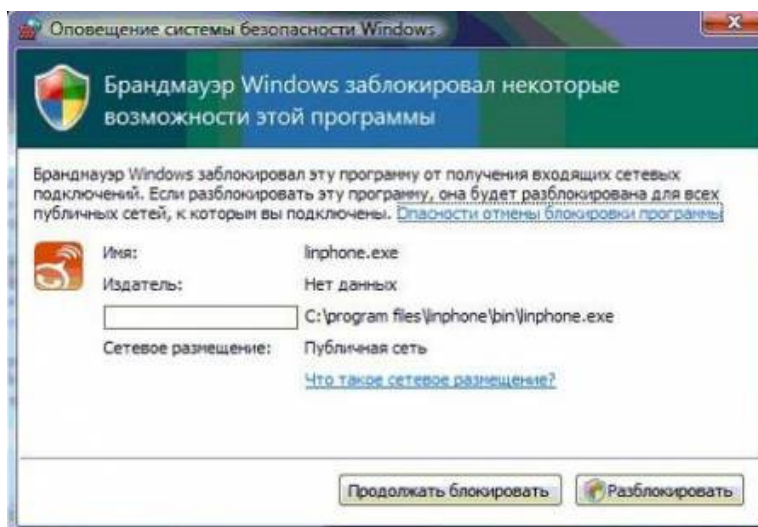 Оповещение системы безопасности Windows
Брандмауэр Windows заблокировал некоторые
возможности этой программы
Брандмауэр Windows заблокировал эту программу от получения входящих сетевых
подключений. Если разблокировать эту программу, она будет разблокирована для всех
публичных сетей, к которым вы подключены. Опасности отмены блокировки программы
Имя: linphone.exe
Издатель: Нет данных
C:\program files\linphone\bin\linphone.exe
Сетевое размещение: Публичная сеть
Что такое сетевое размещение?
Продолжать блокировать Разблокировать